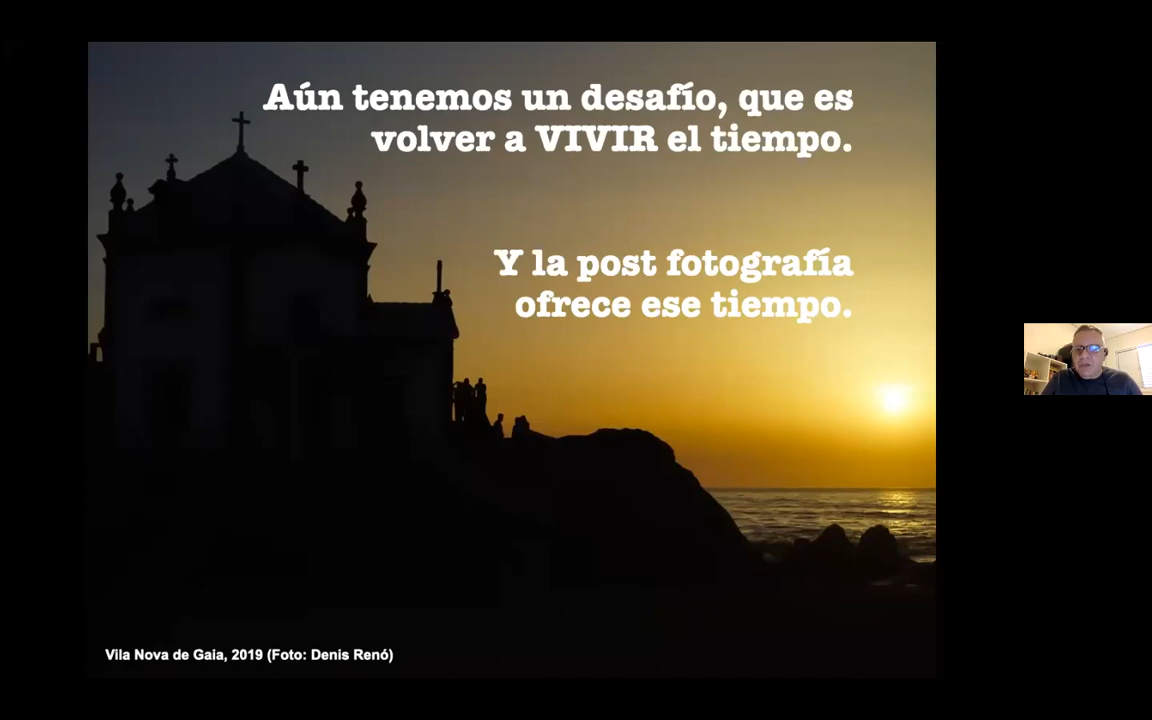 Aún tenemos un desafío, que es
volver a VIVIR el tiempo.
Y la post fotografía
ofrece ese tiempo.
Vila Nova de Gaia, 2019 (Foto: Denis Renó)